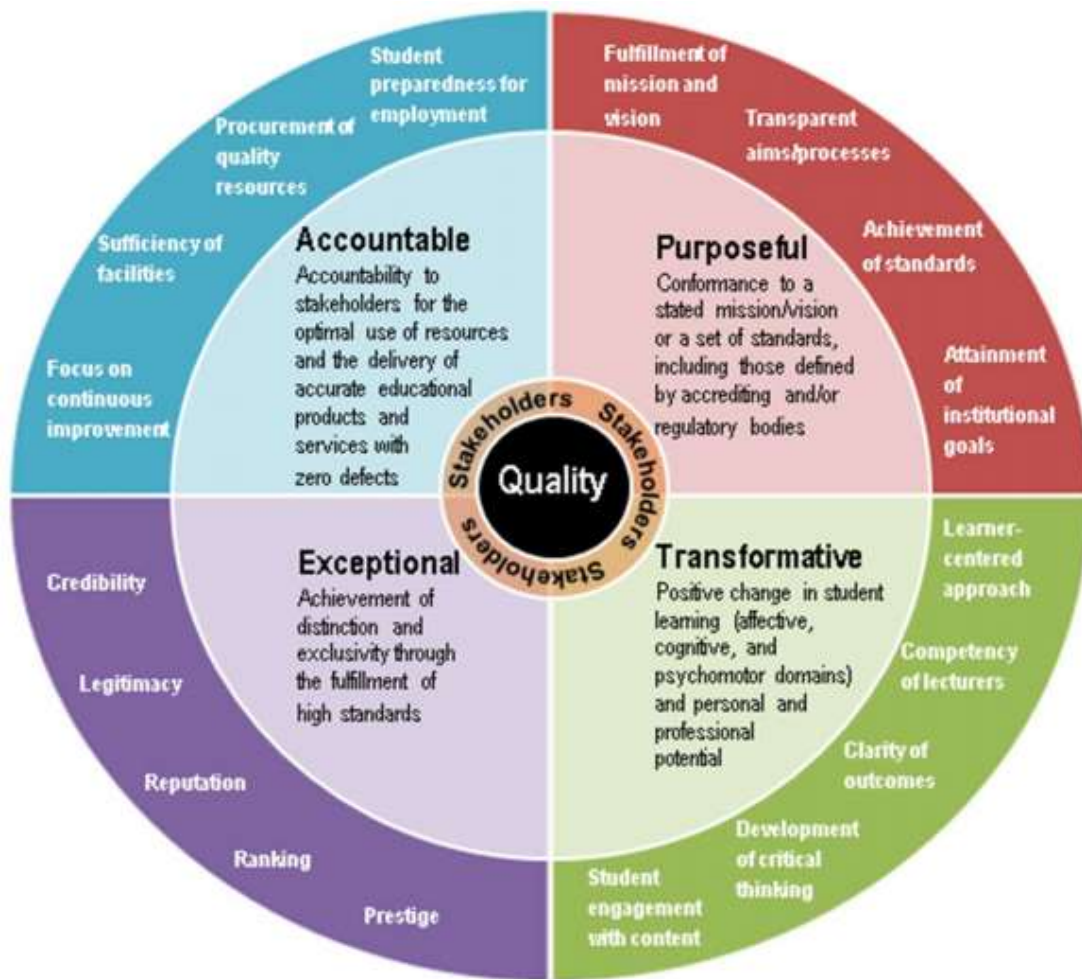 Student
preparedness for
employment
Procurement of
quality
resources
Sufficiency of
facilities
Focus on
continuous
improvement
Accountable
Accountability to
stakeholders for the
optimal use of resources
and the delivery of
accurate educational
products and
services with
zero defects
Fulfillment of
mission and
vision
Transparent
aims/processes
Achievement
of standards
Attainment
of
institutional
goals
Purposeful
Conformance to a
stated mission/vision
or a set of standards,
including those defined
by accrediting and/or
regulatory bodies
Stakeholders
Stakeholders
Stakeholders
Quality
Exceptional
Achievement of
distinction and
exclusivity through
the fulfillment of
high standards
Credibility
Legitimacy
Reputation
Ranking
Prestige
Transformative
Positive change in student
learning (affective,
cognitive, and
psychomotor domains)
and personal and
professional
potential
Learner-
centered
approach
Competency
of lecturers
Clarity of
outcomes
Development
of critical
thinking
Student
engagement
with content